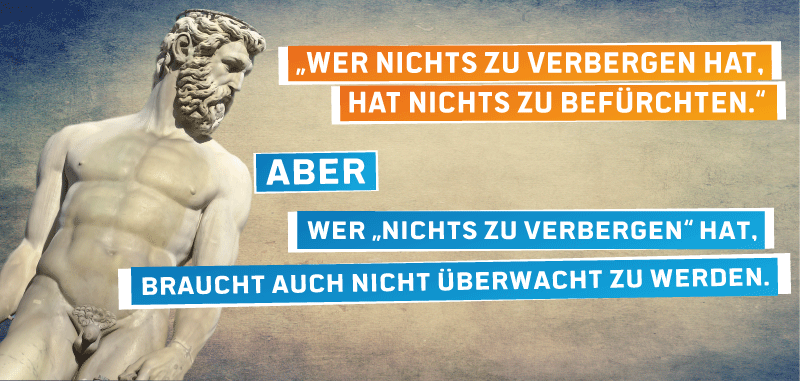 „WER NICHTS ZU VERBERGEN HAT,
HAT NICHTS ZU BEFÜRCHTEN.“
ABER
WER „NICHTS ZU VERBERGEN“ HAT,
BRAUCHT AUCH NICHT ÜBERWACHT ZU WERDEN.